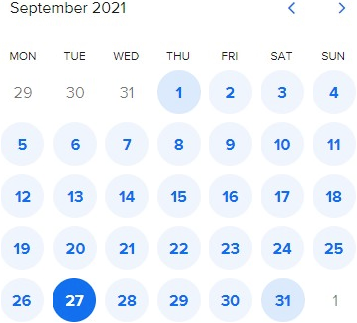 September 2021
MON TUE WED THU FRI SAT SUN
29 30 31 1 2 3 4
5 6 7 8 9 10 11
12 13 14 15 16 17 18
19 20 21 22 23 24 25
26 27 28 29 30 31 1